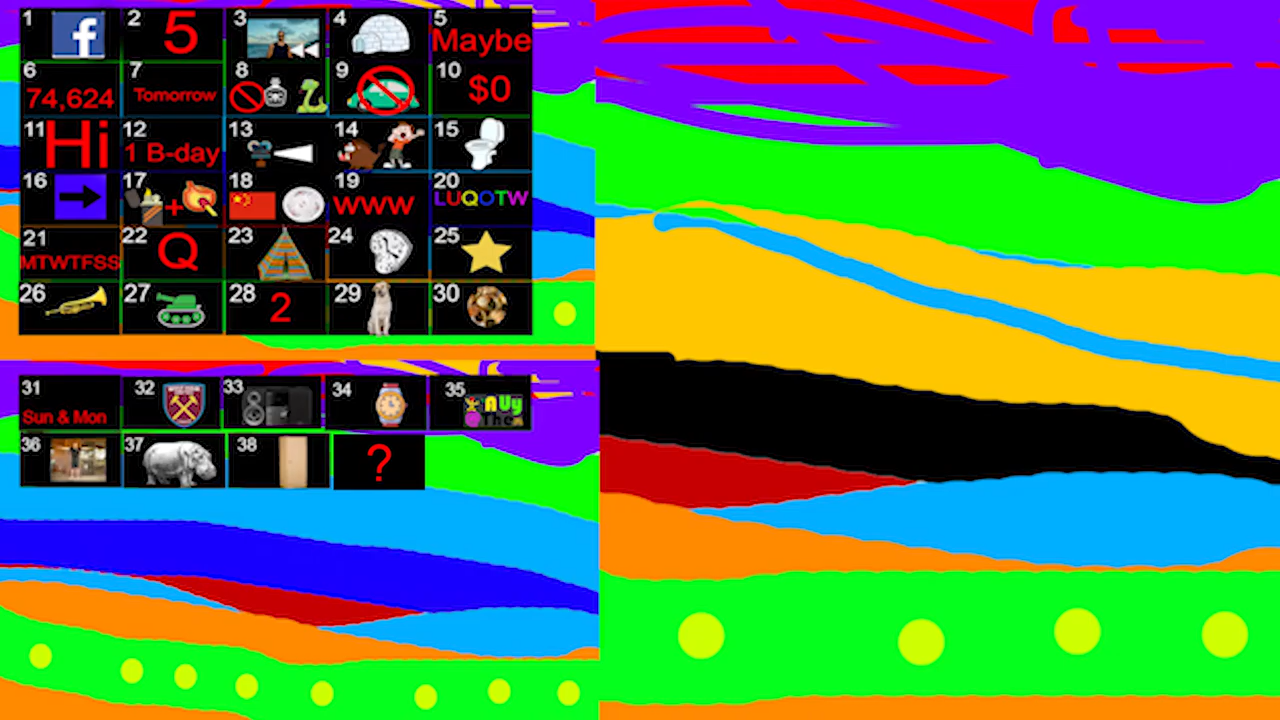 1 f 2 5 3 4 5 Maybe
6 74,624 7 Tomorrow 8 9 10 $0
11 Hi 12 1 B-day 13 14 15
16 17 + 18 19 WWW 20 LUQOTW
21 MTWTFSS 22 Q 23 24 25
26 27 28 2 29 30
31 Sun & Mon 32 33 34 35 A Uy The
36 37 38 ?